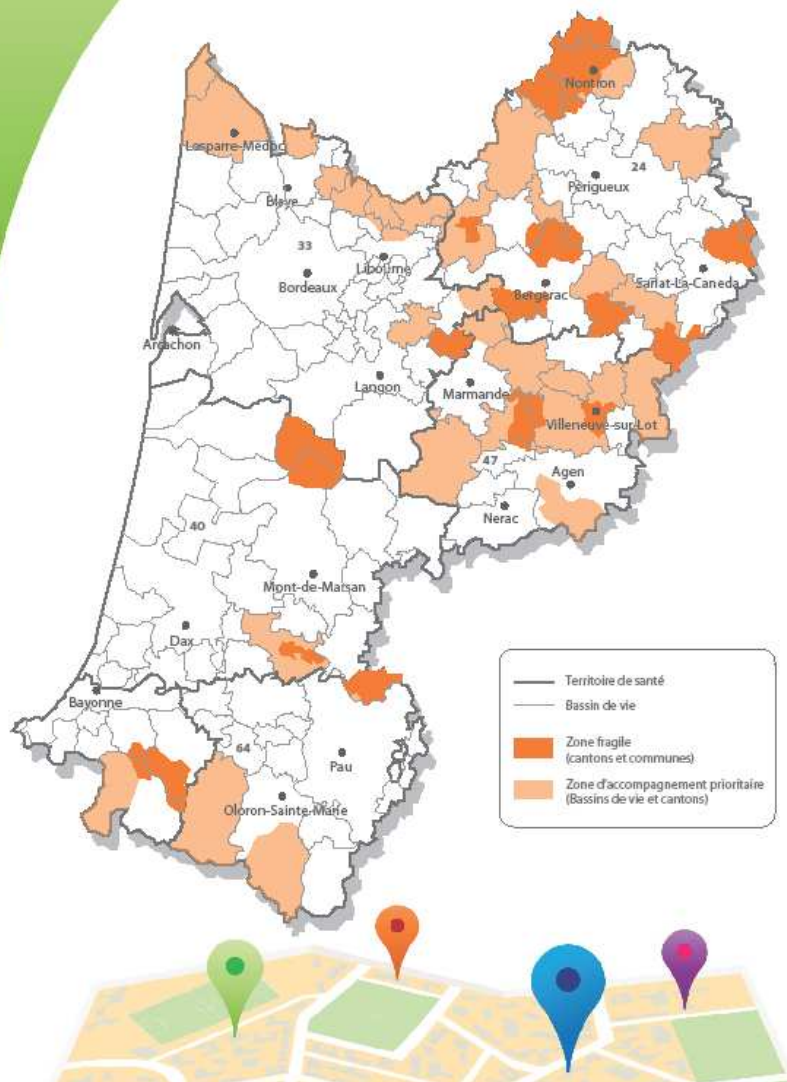 Nontron
Lesparre-Médoc
24
Périgueux
Blaye
33
Libourne
Bordeaux
Sarlat-La-Caneda
Bergerac
Arcachon
Langon
Marmande
Villeneuve-sur-Lot
47
Agen
Nerac
40
Mont-de-Marsan
Dax
Bayonne
64
Pau
Oloron-Sainte-Marie
Territoire de santé
Bassin de vie
Zone fragile
(cantons et communes)
Zone d'accompagnement prioritaire
(Bassins de vie et cantons)